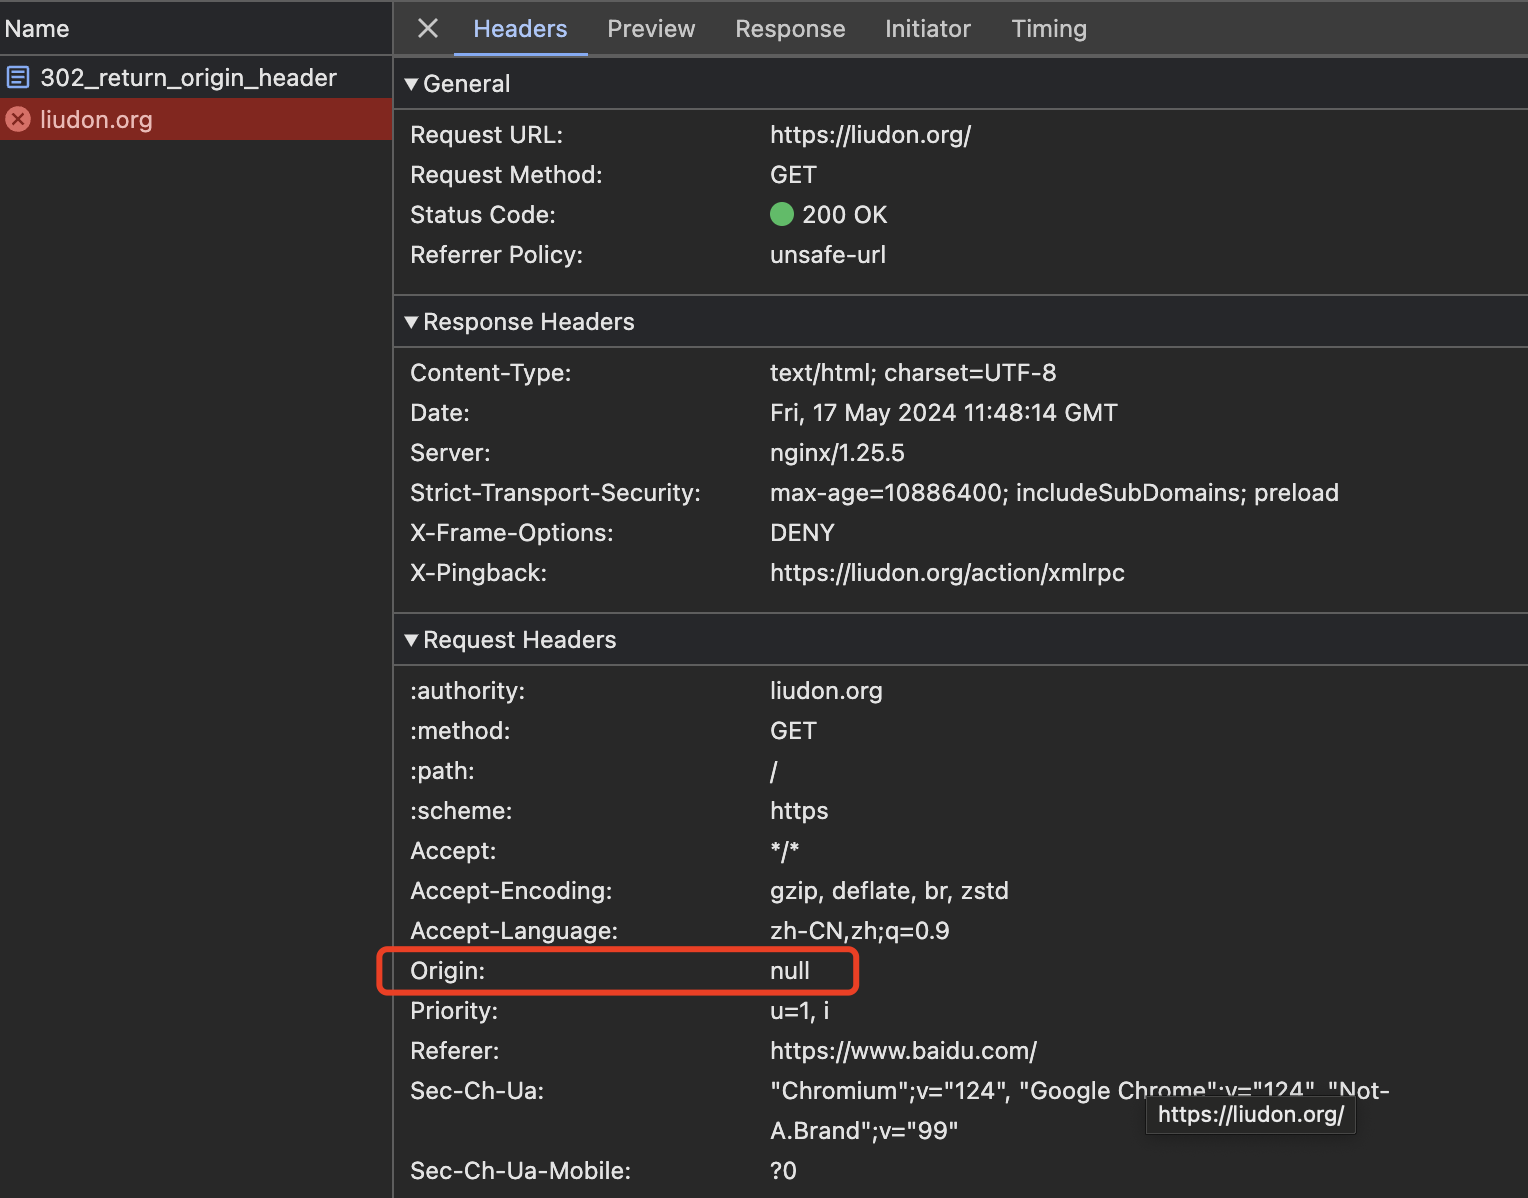 Name
302_return_origin_header
liudon.org
Headers Preview Response Initiator Timing
General
Request URL: https://liudon.org/
Request Method: GET
Status Code: 200 OK
Referrer Policy: unsafe-url
Response Headers
Content-Type: text/html; charset=UTF-8
Date: Fri, 17 May 2024 11:48:14 GMT
Server: nginx/1.25.5
Strict-Transport-Security: max-age=10886400; includeSubDomains; preload
X-Frame-Options: DENY
X-Pingback: https://liudon.org/action/xmlrpc
Request Headers
:authority: liudon.org
:method: GET
:path: /
:scheme: https
Accept: */*
Accept-Encoding: gzip, deflate, br, zstd
Accept-Language: zh-CN,zh;q=0.9
Origin: null
Priority: u=1, i
Referer: https://www.baidu.com/
Sec-Ch-Ua: "Chromium";v="124", "Google Chrome";v="124", "Not-
https://liudon.org/
A.Brand";v="99"
Sec-Ch-Ua-Mobile: ?0